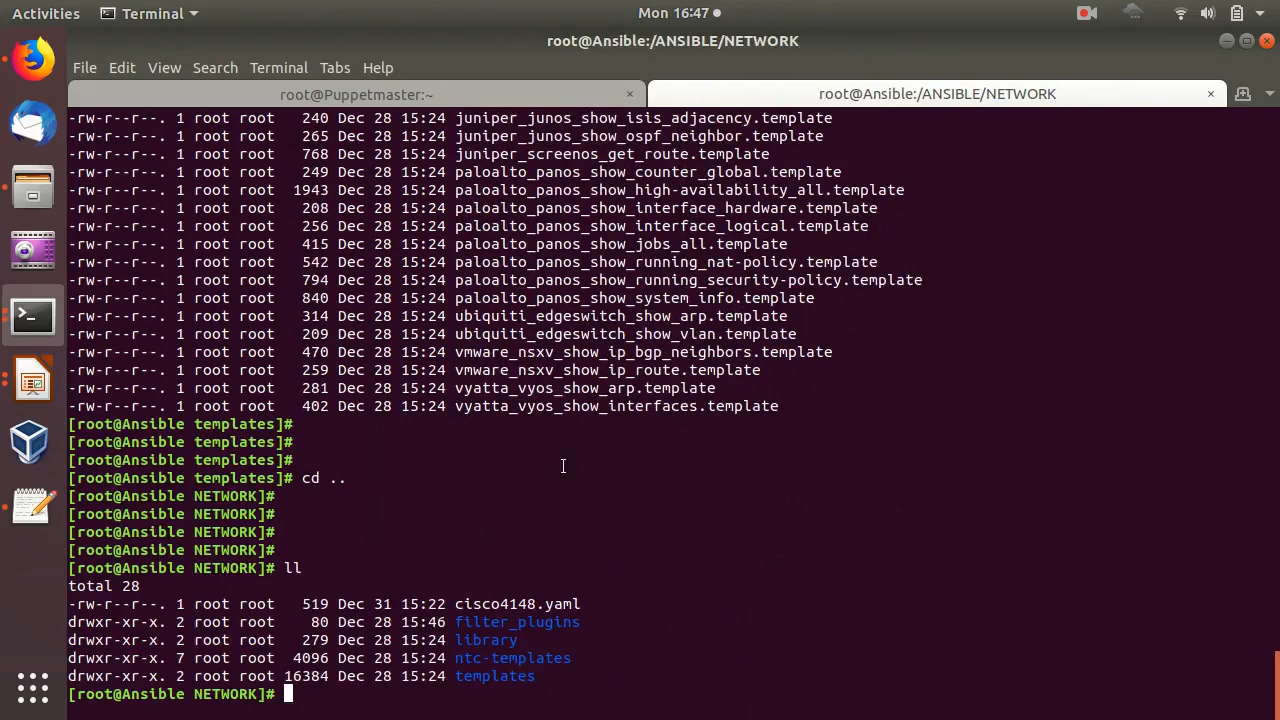 Activities Terminal Mon 16:47
root@Ansible:/ANSIBLE/NETWORK
File Edit View Search Terminal Tabs Help
root@Puppetmaster:~ × root@Ansible:/ANSIBLE/NETWORK ×
-rw-r--r--. 1 root root 240 Dec 28 15:24 juniper_junos_show_isis_adjacency.template
-rw-r--r--. 1 root root 265 Dec 28 15:24 juniper_junos_show_ospf_neighbor.template
-rw-r--r--. 1 root root 768 Dec 28 15:24 juniper_screenos_get_route.template
-rw-r--r--. 1 root root 249 Dec 28 15:24 paloalto_panos_show_counter_global.template
-rw-r--r--. 1 root root 1943 Dec 28 15:24 paloalto_panos_show_high-availability_all.template
-rw-r--r--. 1 root root 208 Dec 28 15:24 paloalto_panos_show_interface_hardware.template
-rw-r--r--. 1 root root 256 Dec 28 15:24 paloalto_panos_show_interface_logical.template
-rw-r--r--. 1 root root 415 Dec 28 15:24 paloalto_panos_show_jobs_all.template
-rw-r--r--. 1 root root 542 Dec 28 15:24 paloalto_panos_show_running_nat-policy.template
-rw-r--r--. 1 root root 794 Dec 28 15:24 paloalto_panos_show_running_security-policy.template
-rw-r--r--. 1 root root 840 Dec 28 15:24 paloalto_panos_show_system_info.template
-rw-r--r--. 1 root root 314 Dec 28 15:24 ubiquiti_edgeswitch_show_arp.template
-rw-r--r--. 1 root root 209 Dec 28 15:24 ubiquiti_edgeswitch_show_vlan.template
-rw-r--r--. 1 root root 470 Dec 28 15:24 vmware_nsxv_show_ip_bgp_neighbors.template
-rw-r--r--. 1 root root 259 Dec 28 15:24 vmware_nsxv_show_ip_route.template
-rw-r--r--. 1 root root 281 Dec 28 15:24 vyatta_vyos_show_arp.template
-rw-r--r--. 1 root root 402 Dec 28 15:24 vyatta_vyos_show_interfaces.template
[root@Ansible templates]#
[root@Ansible templates]#
[root@Ansible templates]#
[root@Ansible templates]# cd ..
[root@Ansible NETWORK]#
[root@Ansible NETWORK]#
[root@Ansible NETWORK]#
[root@Ansible NETWORK]#
[root@Ansible NETWORK]# ll
total 28
-rw-r--r--. 1 root root 519 Dec 31 15:22 cisco4148.yaml
drwxr-xr-x. 2 root root 80 Dec 28 15:46 filter_plugins
drwxr-xr-x. 2 root root 279 Dec 28 15:24 library
drwxr-xr-x. 7 root root 4096 Dec 28 15:24 ntc-templates
drwxr-xr-x. 2 root root 16384 Dec 28 15:24 templates
[root@Ansible NETWORK]#